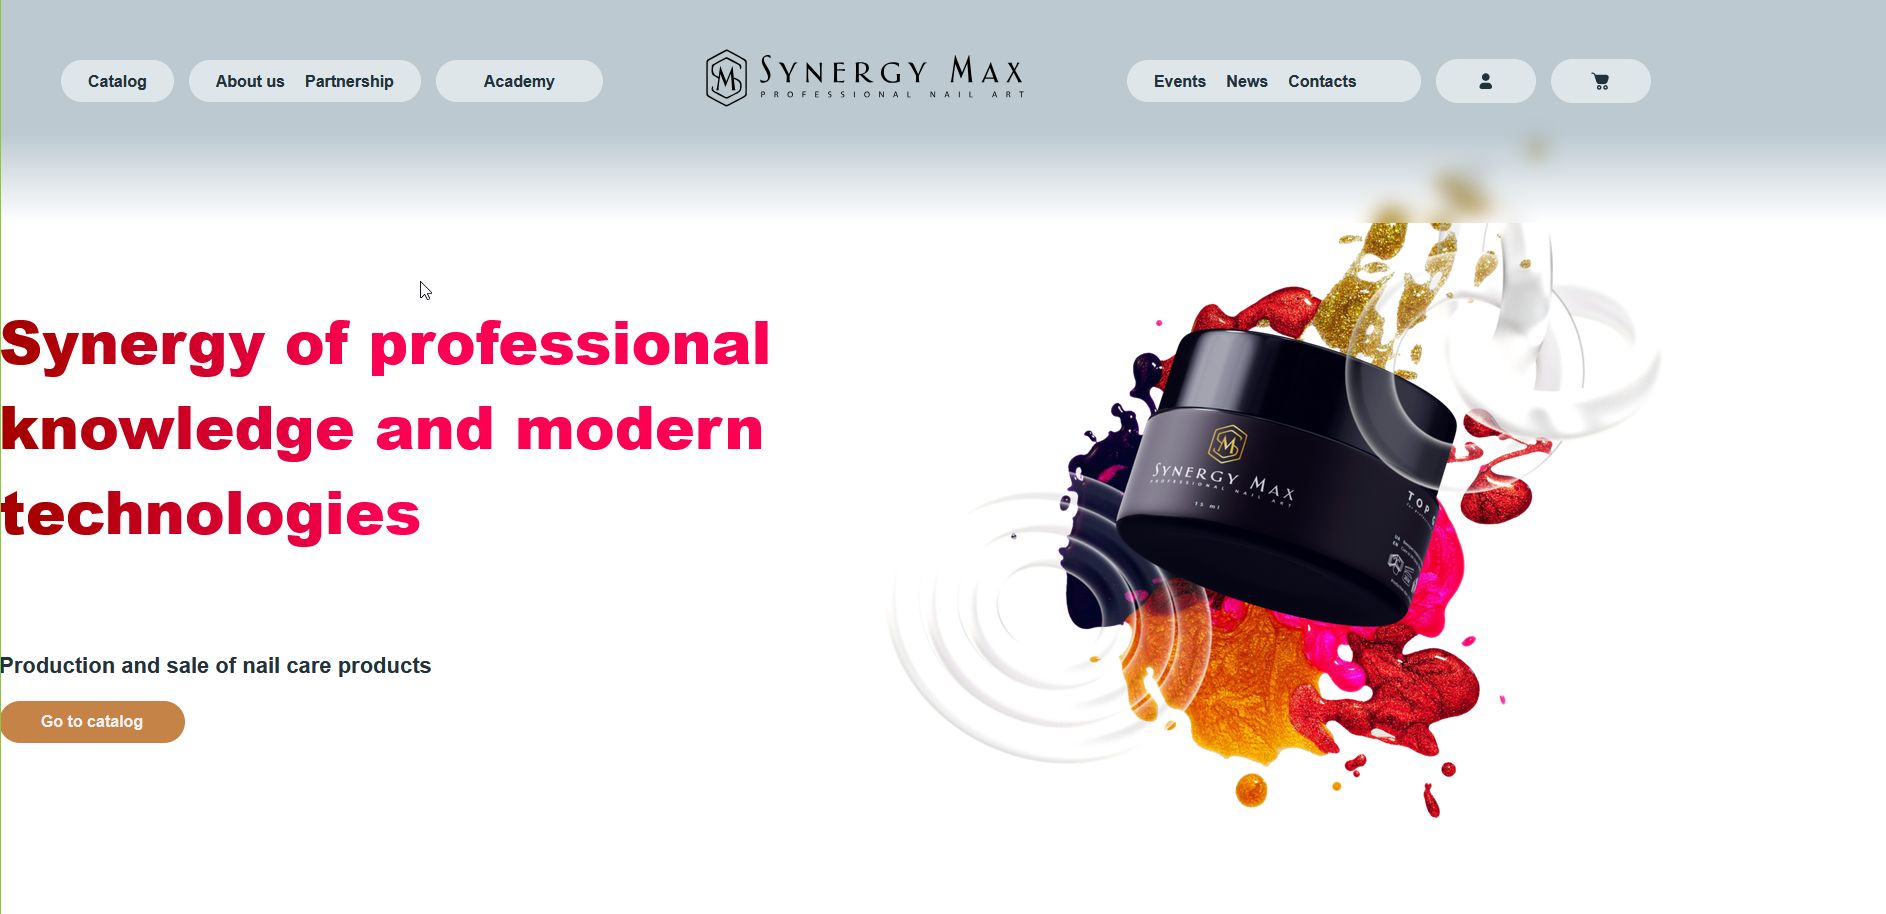 Catalog
About us Partnership
Academy
SYNERGY MAX
PROFESSIONAL NAIL ART
Events News Contacts
Synergy of professional
knowledge and modern
technologies
Production and sale of nail care products
Go to catalog
SYNERGY MAX
PROFESSIONAL NAIL ART
15 ml
TOP